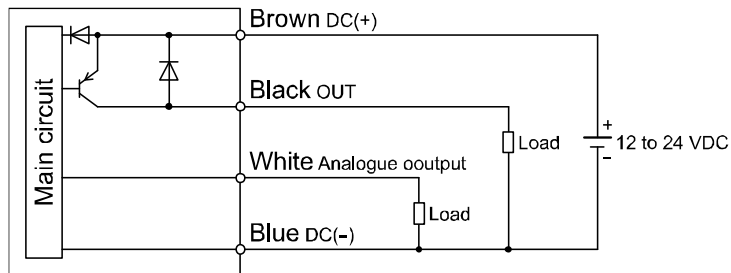 Main circuit
Brown DC(+)
Black OUT
White Analogue ooutput
Blue DC(-)
Load
Load
+
12 to 24 VDC
-